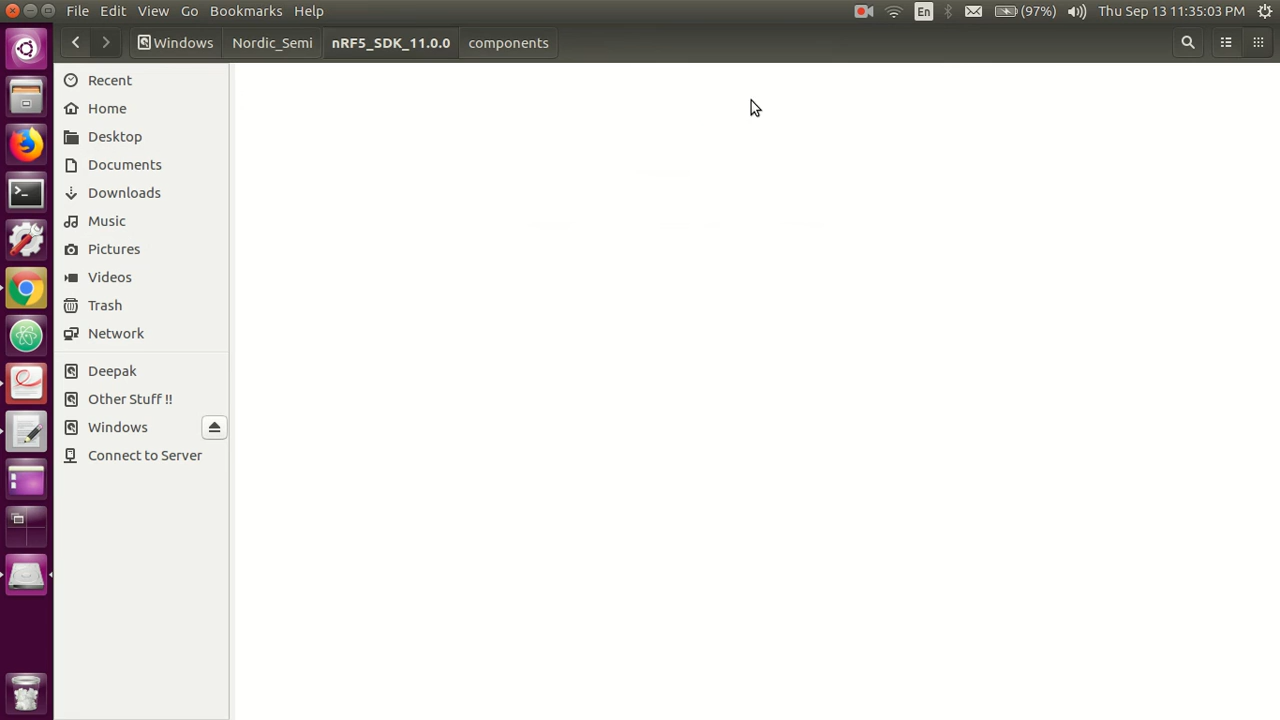 File Edit View Go Bookmarks Help
En (97%) Thu Sep 13 11:35:03 PM
Windows Nordic_Semi nRF5_SDK_11.0.0 components
Recent
Home
Desktop
Documents
Downloads
Music
Pictures
Videos
Trash
Network
Deepak
Other Stuff !!
Windows
Connect to Server